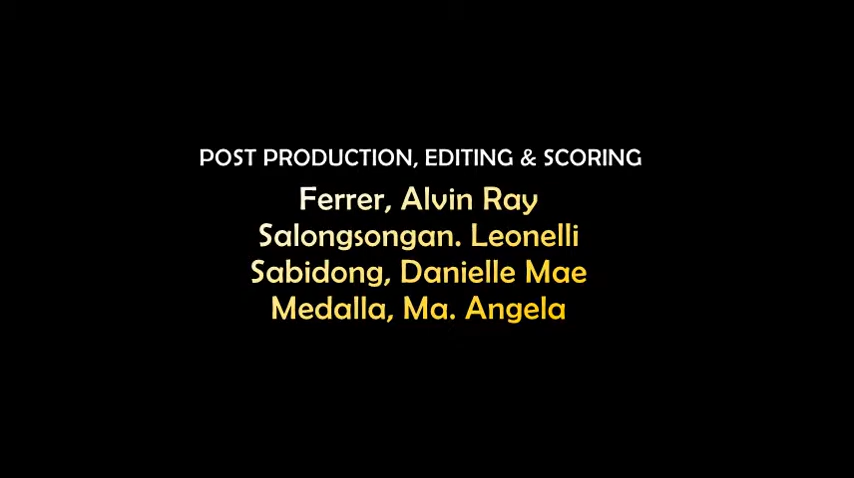 POST PRODUCTION, EDITING & SCORING
Ferrer, Alvin Ray
Salongsongan. Leonelli
Sabidong, Danielle Mae
Medalla, Ma. Angela